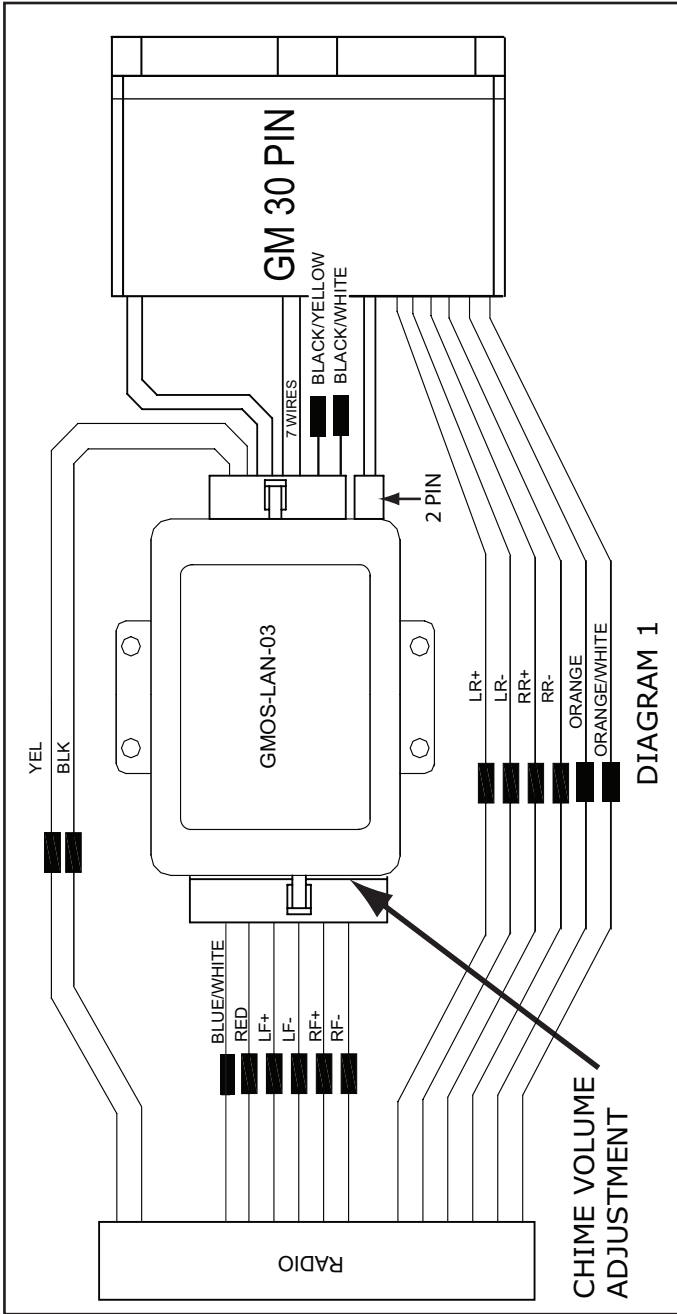 YEL
BLK
GM 30 PIN
7 WIRES
BLACK/YELLOW
BLACK/WHITE
2 PIN
GMOS-LAN-03
RADIO
BLUE/WHITE
RED
LF+
LF-
RF+
RF-
LR+
LR-
RR+
RR-
ORANGE
ORANGE/WHITE
CHIME VOLUME
ADJUSTMENT
DIAGRAM 1